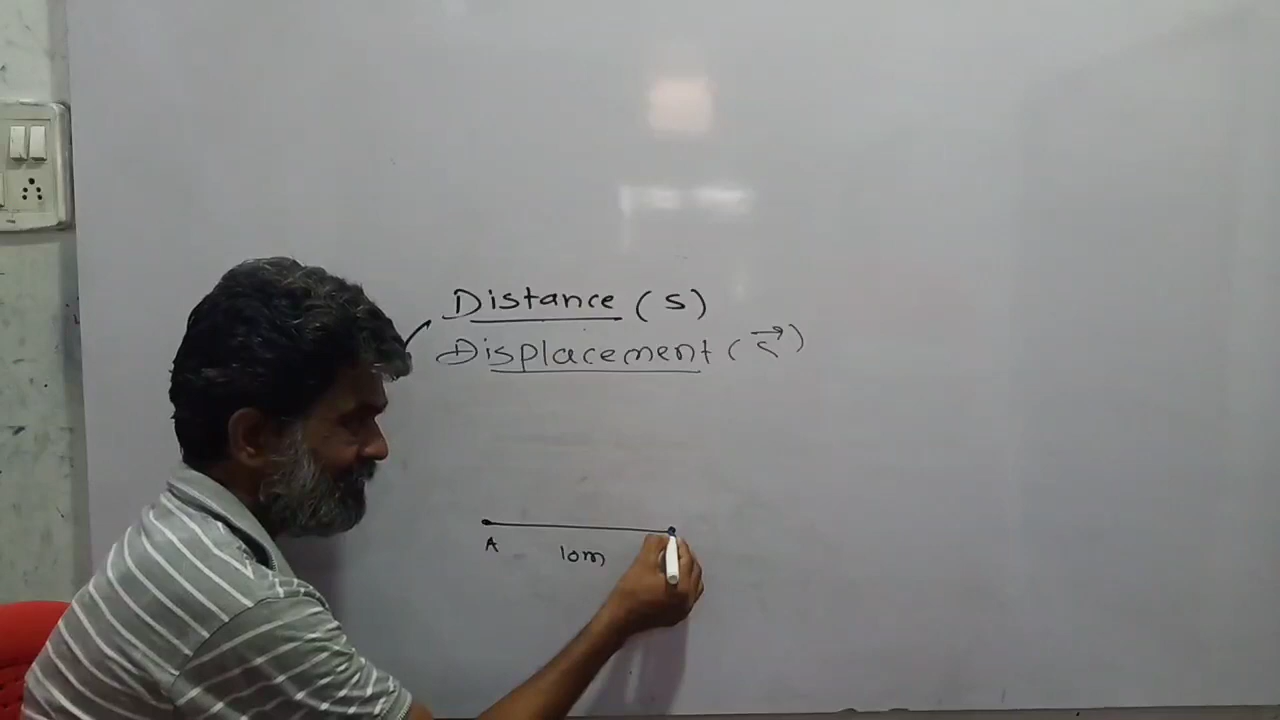 Distance (s)
Displacement (s⃗)
A 10m